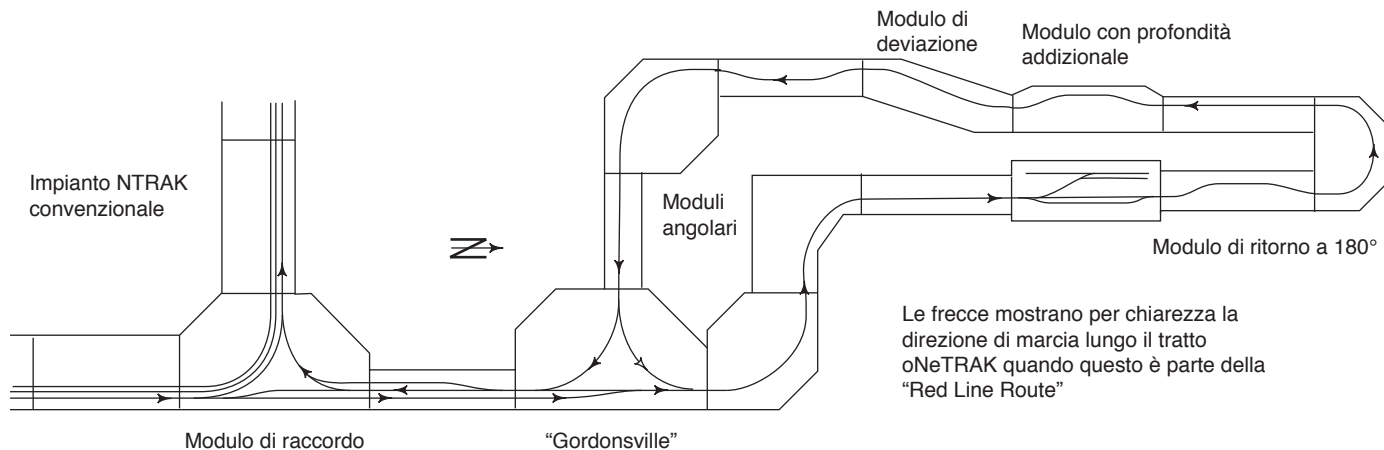 Modulo di
deviazione
Modulo con profondità
addizionale
Impianto NTRAK
convenzionale
Moduli
angolari
N
Modulo di ritorno a 180°
Le frecce mostrano per chiarezza la
direzione di marcia lungo il tratto
oNeTRAK quando questo è parte della
“Red Line Route”
Modulo di raccordo
“Gordonsville”